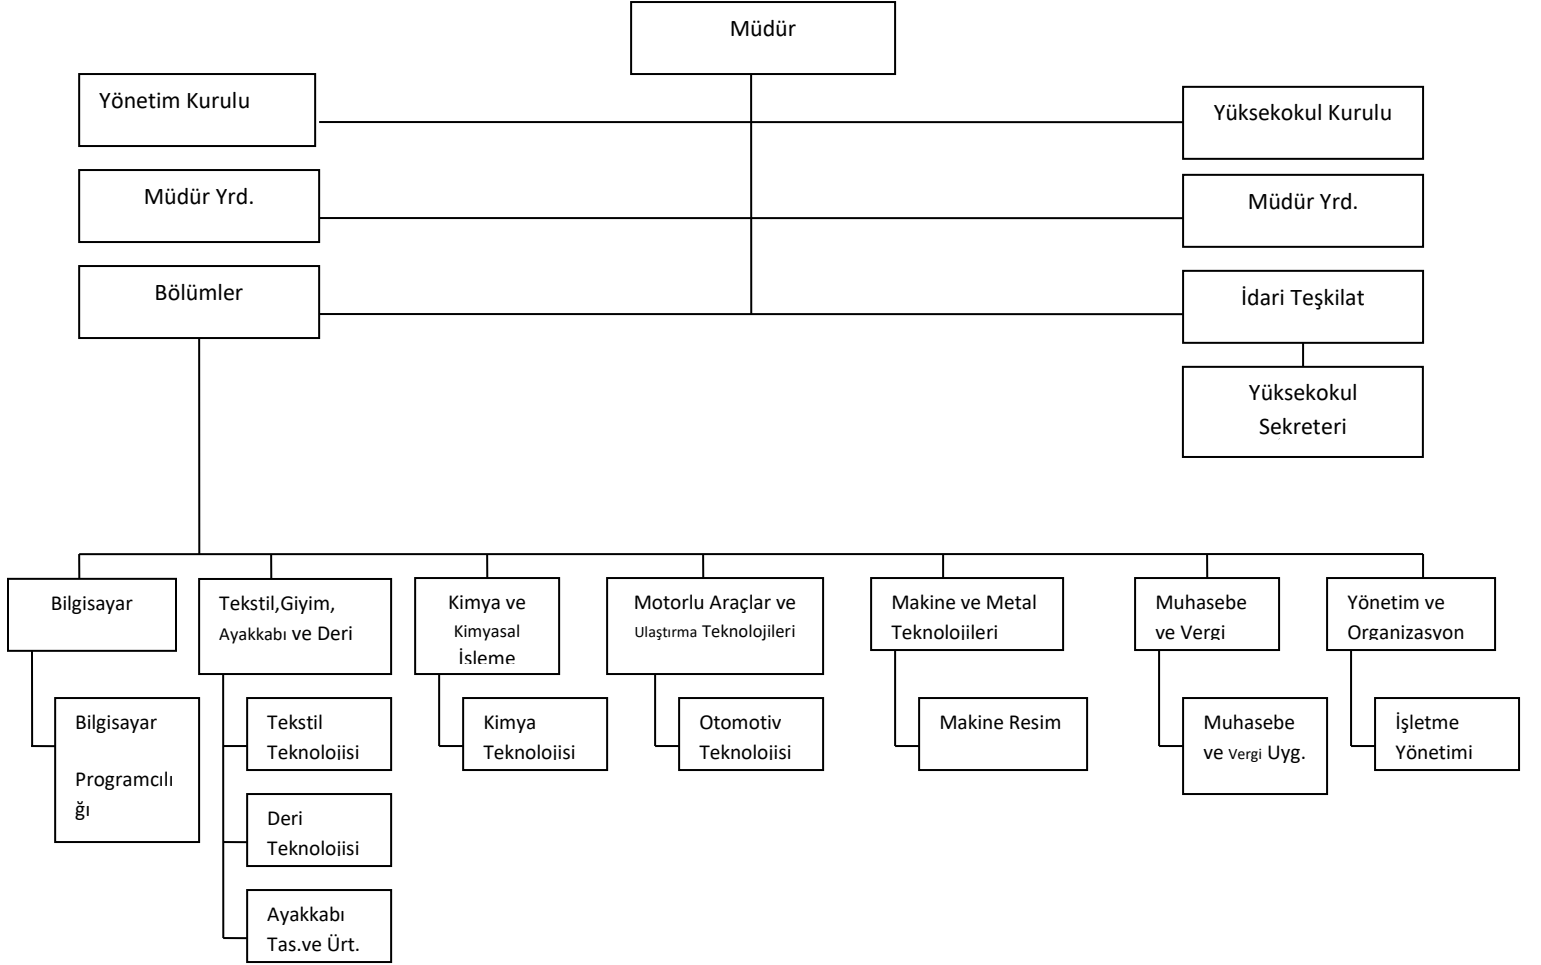 Müdür
Yönetim Kurulu
Yüksekokul Kurulu
Müdür Yrd.
Müdür Yrd.
Bölümler
İdari Teşkilat
Yüksekokul
Sekreteri
Bilgisayar
Tekstil,Giyim,
Ayakkabı ve Deri
Kimya ve
Kimyasal
İşleme
Motorlu Araçlar ve
Ulaştırma Teknolojileri
Makine ve Metal
Teknolojileri
Muhasebe
ve Vergi
Yönetim ve
Organizasyon
Bilgisayar
Programcılı
ğı
Tekstil
Teknolojisi
Deri
Teknolojisi
Ayakkabı
Tas.ve Ürt.
Kimya
Teknolojisi
Otomotiv
Teknolojisi
Makine Resim
Muhasebe
ve Vergi Uyg.
İşletme
Yönetimi